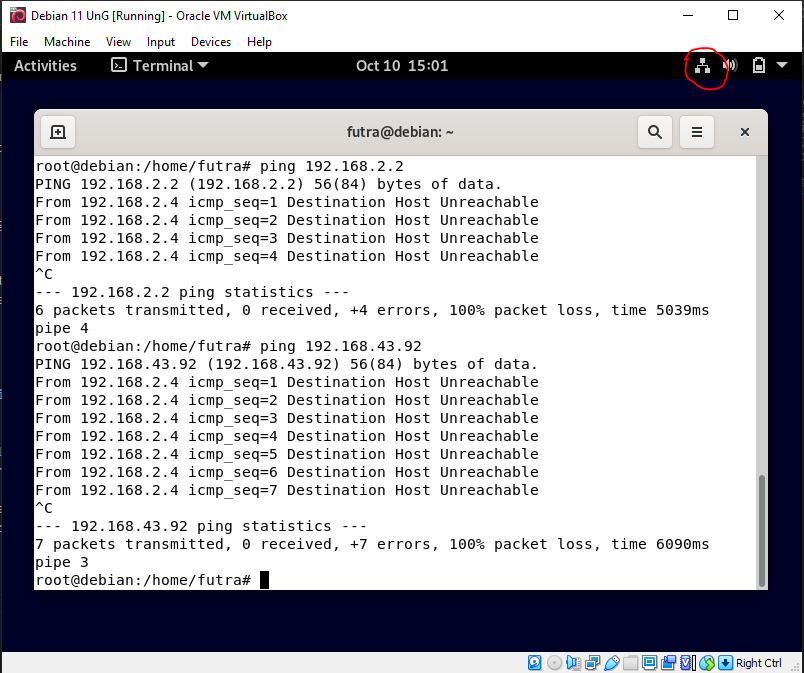 Debian 11 UnG [Running] - Oracle VM VirtualBox
File Machine View Input Devices Help
Activities Terminal Oct 10 15:01
futra@debian: ~
root@debian:/home/futra# ping 192.168.2.2
PING 192.168.2.2 (192.168.2.2) 56(84) bytes of data.
From 192.168.2.4 icmp_seq=1 Destination Host Unreachable
From 192.168.2.4 icmp_seq=2 Destination Host Unreachable
From 192.168.2.4 icmp_seq=3 Destination Host Unreachable
From 192.168.2.4 icmp_seq=4 Destination Host Unreachable
^C
--- 192.168.2.2 ping statistics ---
6 packets transmitted, 0 received, +4 errors, 100% packet loss, time 5039ms
pipe 4
root@debian:/home/futra# ping 192.168.43.92
PING 192.168.43.92 (192.168.43.92) 56(84) bytes of data.
From 192.168.2.4 icmp_seq=1 Destination Host Unreachable
From 192.168.2.4 icmp_seq=2 Destination Host Unreachable
From 192.168.2.4 icmp_seq=3 Destination Host Unreachable
From 192.168.2.4 icmp_seq=4 Destination Host Unreachable
From 192.168.2.4 icmp_seq=5 Destination Host Unreachable
From 192.168.2.4 icmp_seq=6 Destination Host Unreachable
From 192.168.2.4 icmp_seq=7 Destination Host Unreachable
^C
--- 192.168.43.92 ping statistics ---
7 packets transmitted, 0 received, +7 errors, 100% packet loss, time 6090ms
pipe 3
root@debian:/home/futra#
Right Ctrl